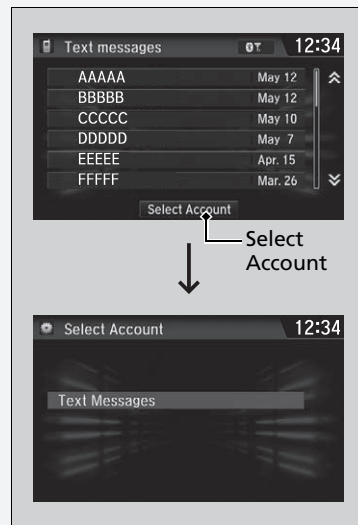 Text messages 12:34
AAAAA May 12
BBBBB May 12
CCCCC May 10
DDDDD May 7
EEEEE Apr. 15
FFFFF Mar. 26
Select Account
Select
Account
Select Account 12:34
Text Messages